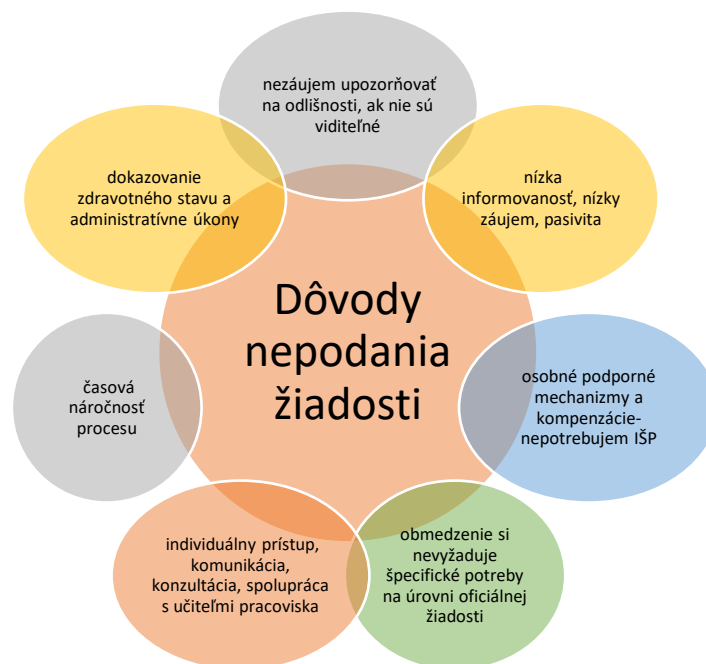 nezáujem upozorňovať
na odlišnosti, ak nie sú
viditeľné
nízka
informovanosť, nízky
záujem, pasivita
osobné podporné
mechanizmy a
kompenzácie-
nepotrebujem IŠP
obmedzenie si
nevyžaduje
špecifické potreby
na úrovni oficiálnej
žiadosti
individuálny prístup,
komunikácia,
konzultácia, spolupráca
s učiteľmi pracoviska
časová
náročnosť
procesu
dokazovanie
zdravotného stavu a
administratívne úkony
Dôvody
nepodania
žiadosti